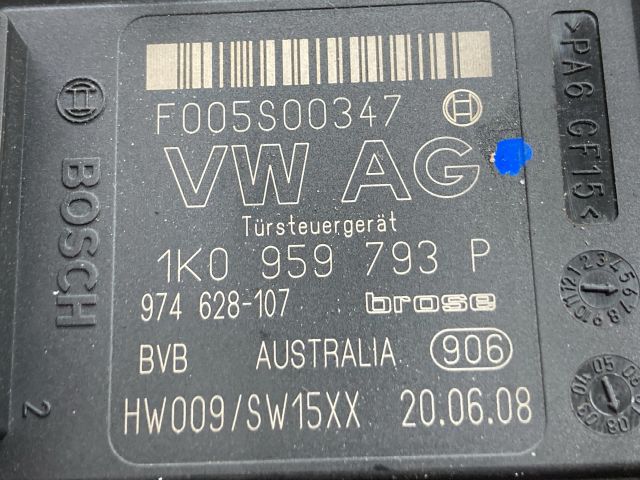 F005S00347
VW AG
Türsteuergerät
1K0 959 793 P
974 628-107 brose
BVB AUSTRALIA 906
HW009/SW15XX 20.06.08
BOSCH
2
>PA6 GF15<